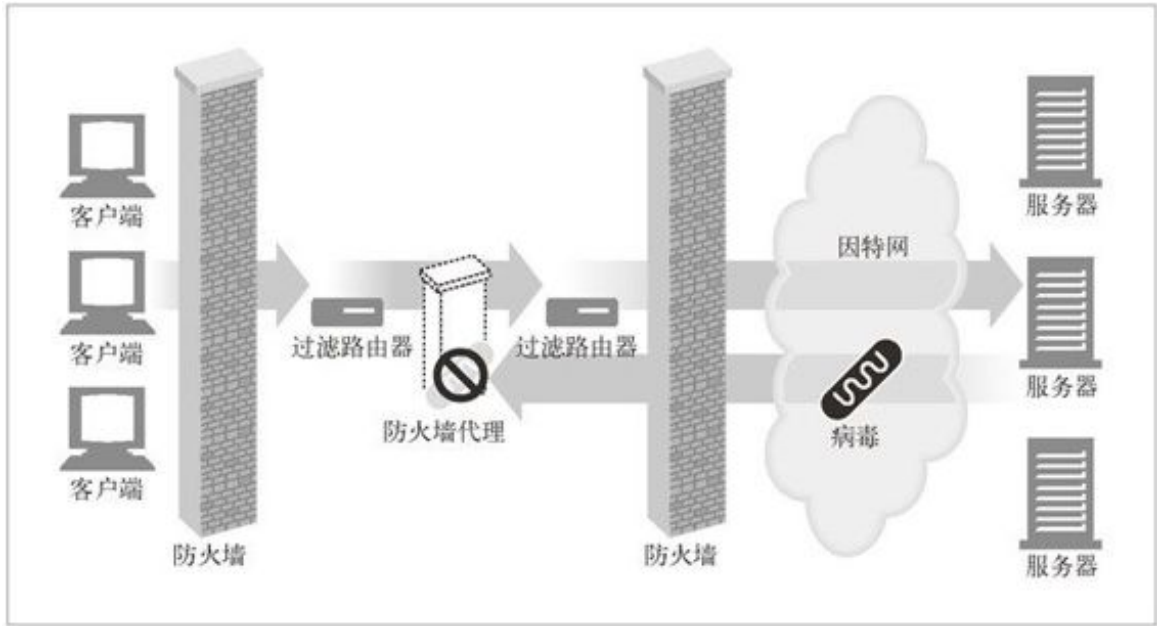 客户端
客户端
客户端
防火墙
过滤路由器
防火墙代理
过滤路由器
防火墙
因特网
病毒
服务器
服务器
服务器